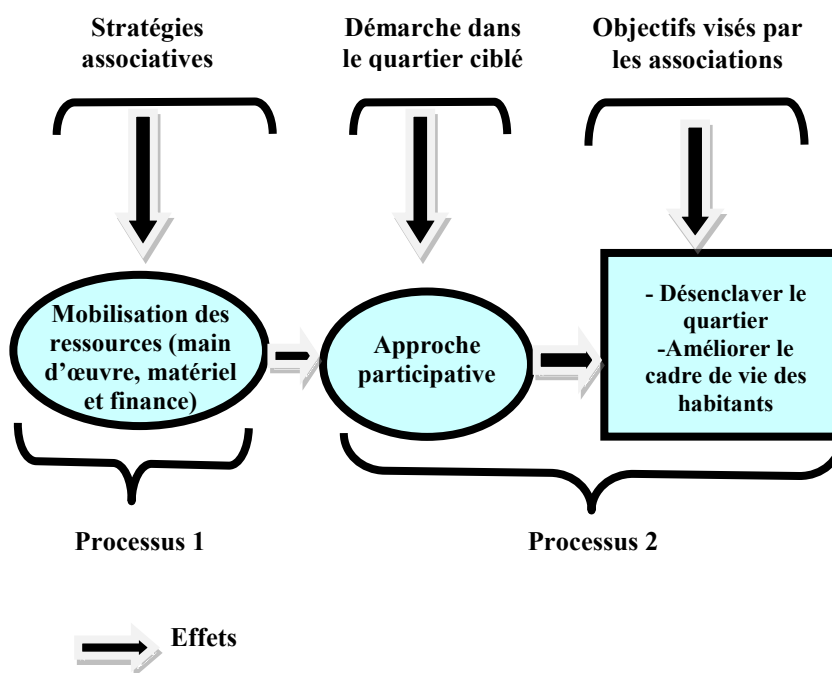 Stratégies
associatives
Démarche dans
le quartier ciblé
Objectifs visés par
les associations
Mobilisation des
ressources (main
d'œuvre, matériel
et finance)
Approche
participative
- Désenclaver le
quartier
-Améliorer le
cadre de vie des
habitants
Processus 1
Processus 2
Effets